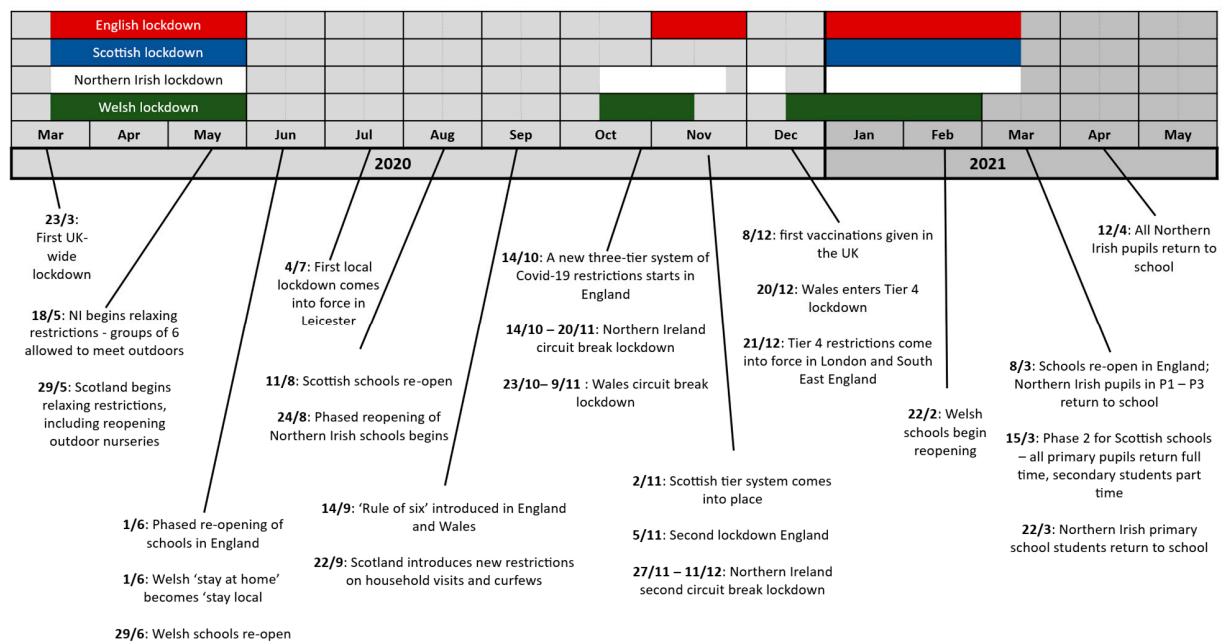 English lockdown
Scottish lockdown
Northern Irish lockdown
Welsh lockdown
Mar Apr May Jun Jul Aug Sep Oct Nov Dec Jan Feb Mar Apr May
2020 2021
23/3:
First UK-
wide
lockdown
18/5: NI begins relaxing
restrictions - groups of 6
allowed to meet outdoors
29/5: Scotland begins
relaxing restrictions,
including reopening
outdoor nurseries
1/6: Phased re-opening of
schools in England
1/6: Welsh ‘stay at home’
becomes ‘stay local
29/6: Welsh schools re-open
4/7: First local
lockdown comes
into force in
Leicester
11/8: Scottish schools re-open
24/8: Phased reopening of
Northern Irish schools begins
14/9: ‘Rule of six’ introduced in England
and Wales
22/9: Scotland introduces new restrictions
on household visits and curfews
14/10: A new three-tier system of
Covid-19 restrictions starts in
England
14/10 – 20/11: Northern Ireland
circuit break lockdown
23/10– 9/11 : Wales circuit break
lockdown
2/11: Scottish tier system comes
into place
5/11: Second lockdown England
27/11 – 11/12: Northern Ireland
second circuit break lockdown
8/12: first vaccinations given in
the UK
20/12: Wales enters Tier 4
lockdown
21/12: Tier 4 restrictions come
into force in London and South
East England
22/2: Welsh
schools begin
reopening
8/3: Schools re-open in England;
Northern Irish pupils in P1 – P3
return to school
15/3: Phase 2 for Scottish schools
– all primary pupils return full
time, secondary students part
time
22/3: Northern Irish primary
school students return to school
12/4: All Northern
Irish pupils return to
school